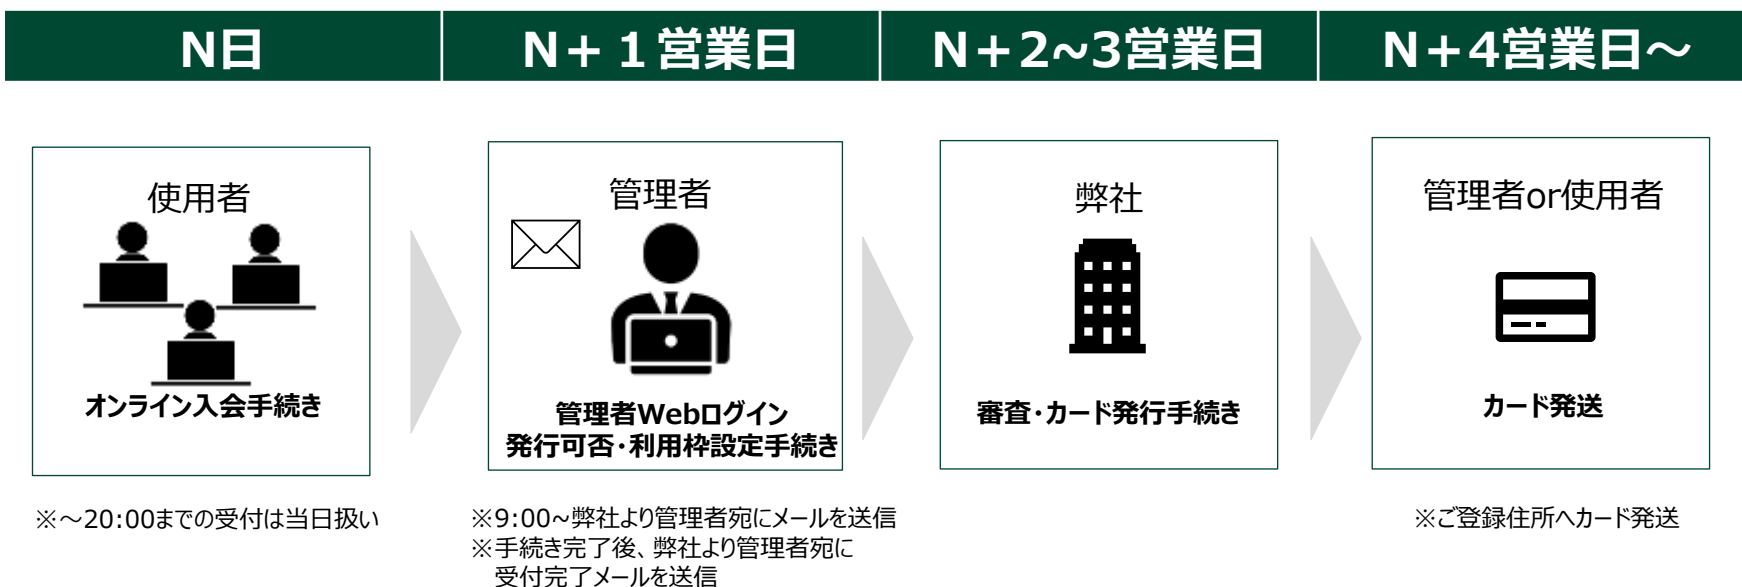 N日
N+１営業日
N+2~3営業日
N+4営業日～
使用者
オンライン入会手続き
※～20:00までの受付は当日扱い
管理者
管理者Webログイン
発行可否・利用枠設定手続き
※9:00~弊社より管理者宛にメールを送信
※手続き完了後、弊社より管理者宛に
受付完了メールを送信
弊社
審査・カード発行手続き
管理者or使用者
カード発送
※ご登録住所へカード発送